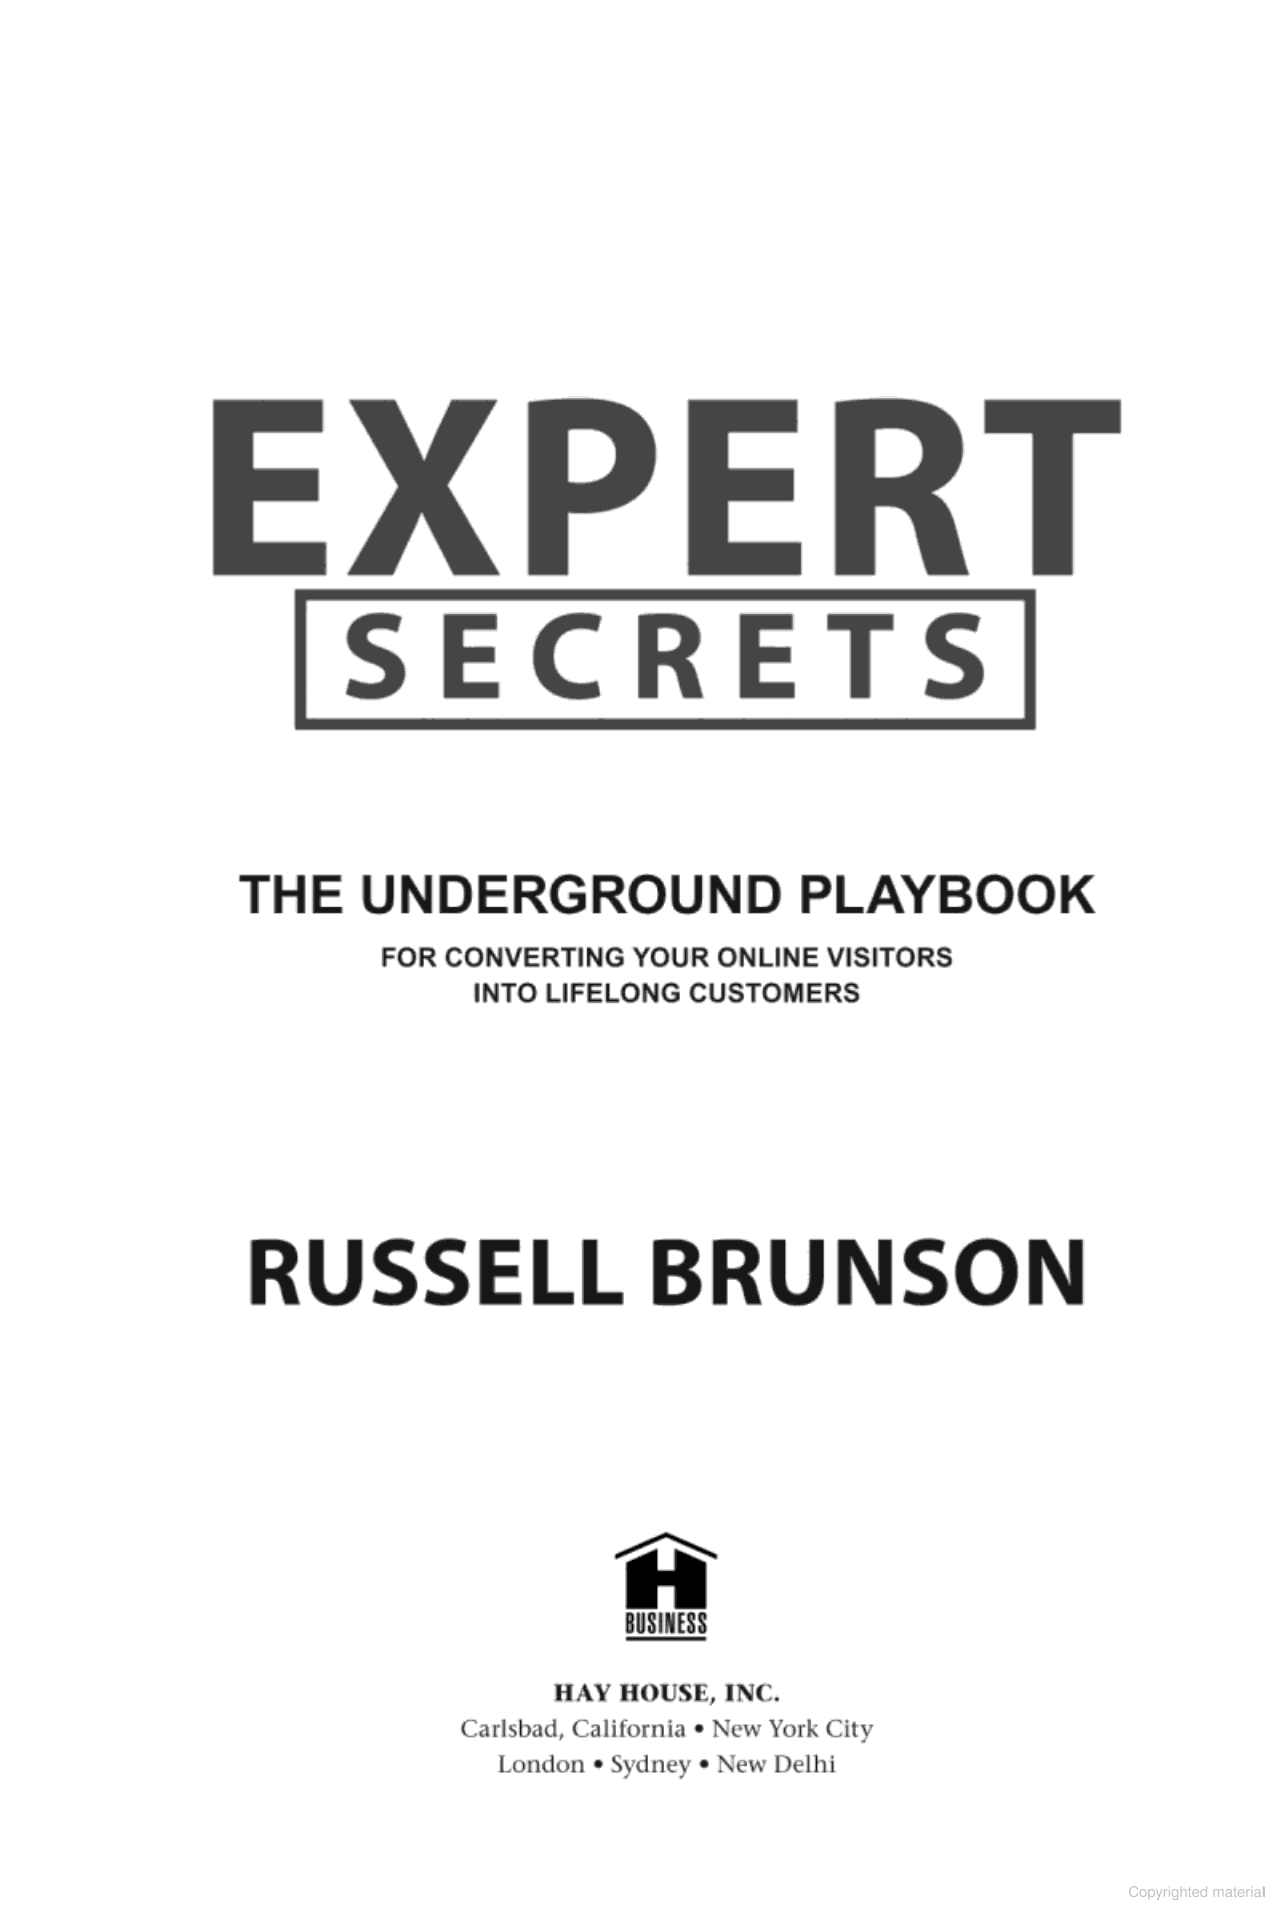 EXPERT
SECRETS
THE UNDERGROUND PLAYBOOK
FOR CONVERTING YOUR ONLINE VISITORS
INTO LIFELONG CUSTOMERS
RUSSELL BRUNSON
H
BUSINESS
HAY HOUSE, INC.
Carlsbad, California • New York City
London • Sydney • New Delhi
Copyrighted material